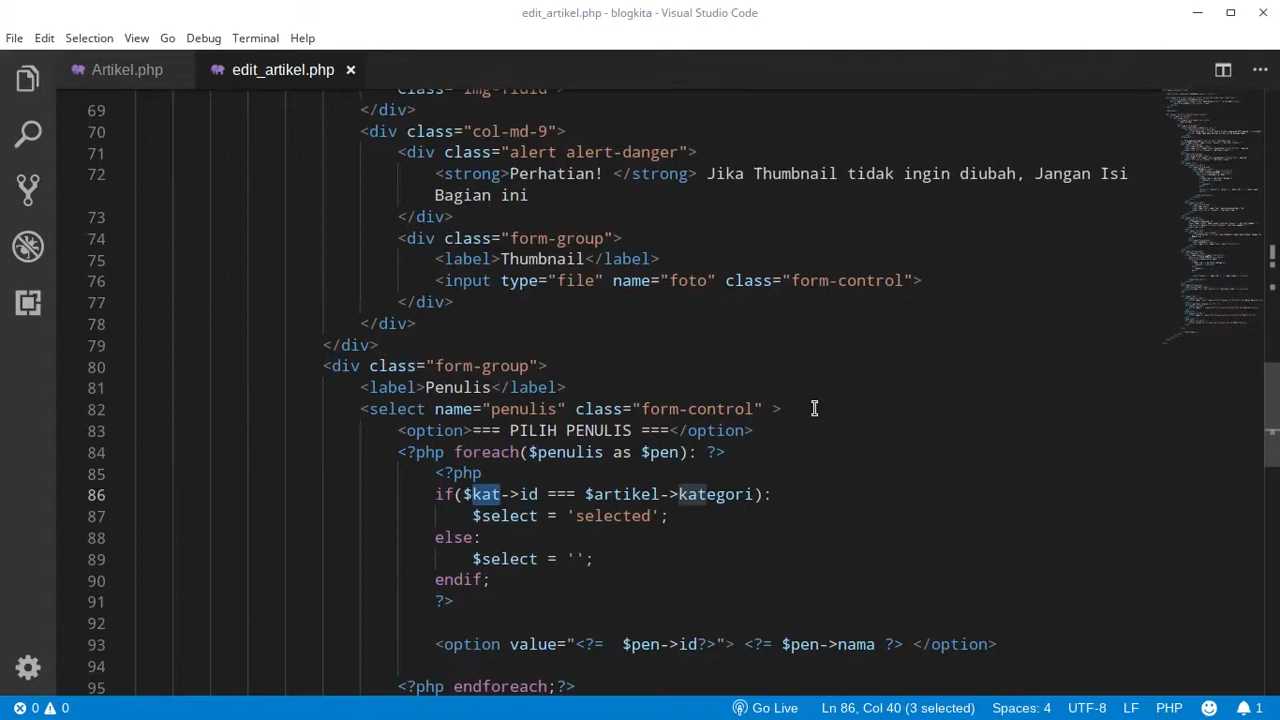 edit_artikel.php - blogkita - Visual Studio Code
File Edit Selection View Go Debug Terminal Help
Artikel.php edit_artikel.php
class="img-fluid">
69 </div>
70 <div class="col-md-9">
71 <div class="alert alert-danger">
72 <strong>Perhatian! </strong> Jika Thumbnail tidak ingin diubah, Jangan Isi
Bagian ini
73 </div>
74 <div class="form-group">
75 <label>Thumbnail</label>
76 <input type="file" name="foto" class="form-control">
77 </div>
78 </div>
79 </div>
80 <div class="form-group">
81 <label>Penulis</label>
82 <select name="penulis" class="form-control" >
83 <option>=== PILIH PENULIS ===</option>
84 <?php foreach($penulis as $pen): ?>
85 <?php
86 if($kat->id === $artikel->kategori):
87 $select = 'selected';
88 else:
89 $select = '';
90 endif;
91 ?>
92
93 <option value="<?=  $pen->id?>"> <?= $pen->nama ?> </option>
94
95 <?php endforeach;?>
0 0 Go Live Ln 86, Col 40 (3 selected) Spaces: 4 UTF-8 LF PHP 1